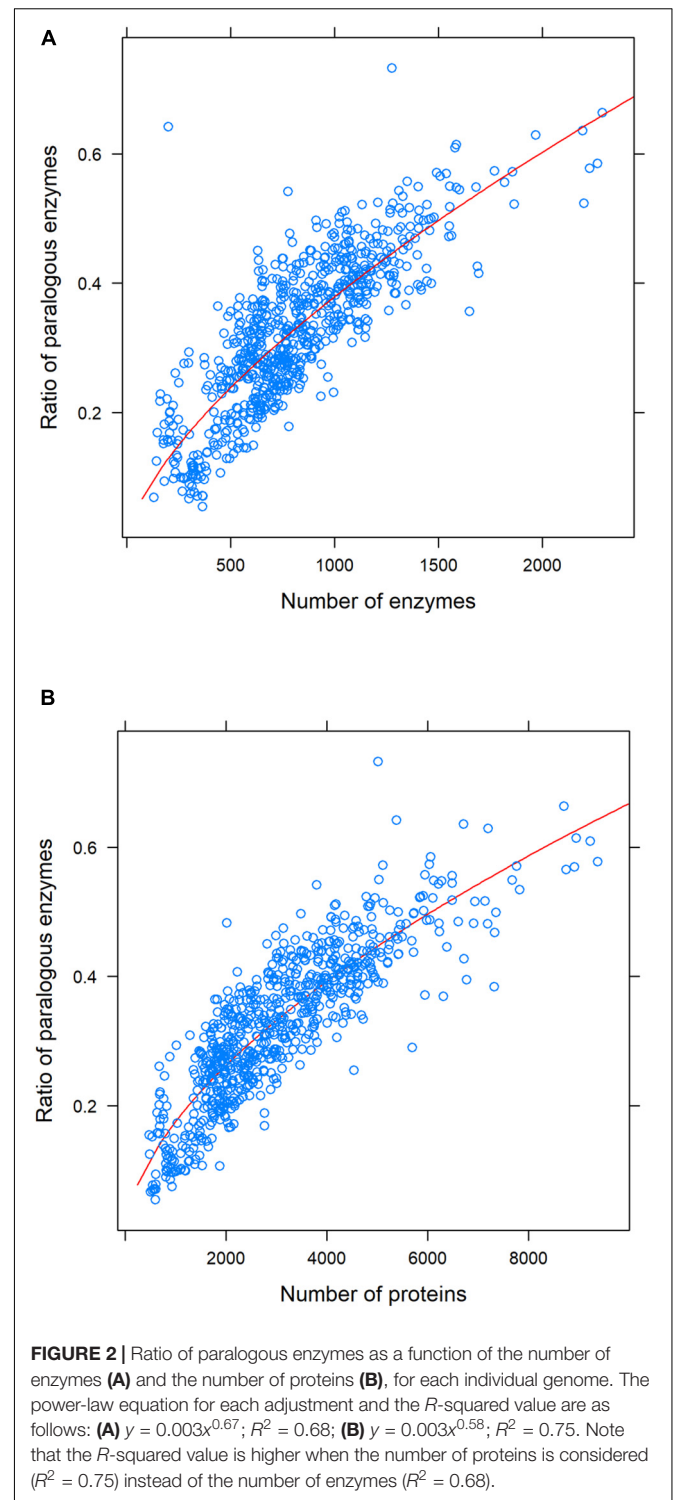 A
Ratio of paralogous enzymes
0.6
0.4
0.2
500 1000 1500 2000
Number of enzymes
B
Ratio of paralogous enzymes
0.6
0.4
0.2
2000 4000 6000 8000
Number of proteins
FIGURE 2 | Ratio of paralogous enzymes as a function of the number of
enzymes (A) and the number of proteins (B), for each individual genome. The
power-law equation for each adjustment and the R-squared value are as
follows: (A) y = 0.003x^0.67; R^2 = 0.68; (B) y = 0.003x^0.58; R^2 = 0.75. Note
that the R-squared value is higher when the number of proteins is considered
(R^2 = 0.75) instead of the number of enzymes (R^2 = 0.68).